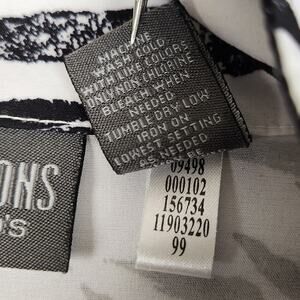 MACHINE
WASH COLD
WITH LIKE COLORS
ONLY NON-CHLORINE
BLEACH WHEN
NEEDED
TUMBLE DRY LOW
IRON ON
LOWEST SETTING
AS NEEDED
ONS
's
09498
000102
156734
11903220
99